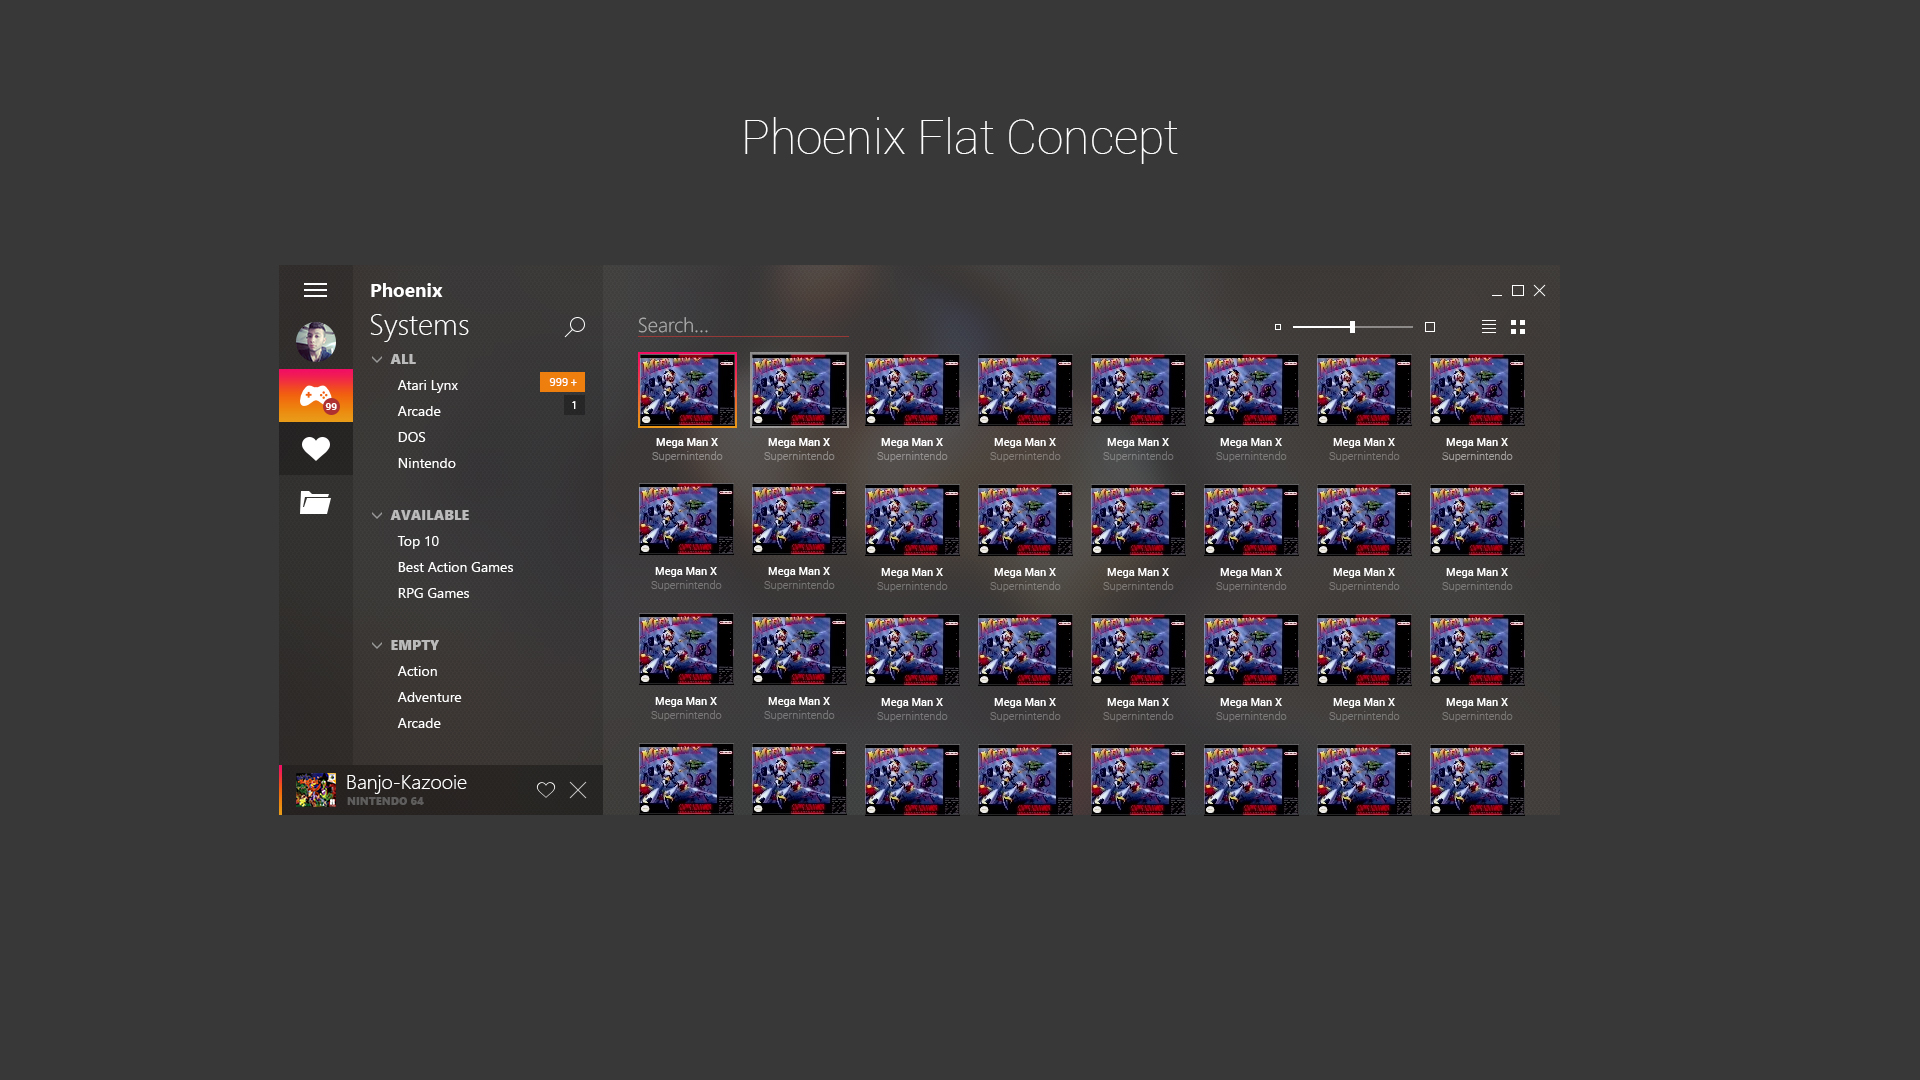 Phoenix Flat Concept
Phoenix
Systems
ALL
Atari Lynx 999 +
Arcade 1
DOS
Nintendo
AVAILABLE
Top 10
Best Action Games
RPG Games
EMPTY
Action
Adventure
Arcade
99
Banjo-Kazooie
NINTENDO 64
Search...
Mega Man X Mega Man X Mega Man X Mega Man X Mega Man X Mega Man X Mega Man X Mega Man X
Supernintendo Supernintendo Supernintendo Supernintendo Supernintendo Supernintendo Supernintendo Supernintendo
Mega Man X Mega Man X Mega Man X Mega Man X Mega Man X Mega Man X Mega Man X Mega Man X
Supernintendo Supernintendo Supernintendo Supernintendo Supernintendo Supernintendo Supernintendo Supernintendo
Mega Man X Mega Man X Mega Man X Mega Man X Mega Man X Mega Man X Mega Man X Mega Man X
Supernintendo Supernintendo Supernintendo Supernintendo Supernintendo Supernintendo Supernintendo Supernintendo